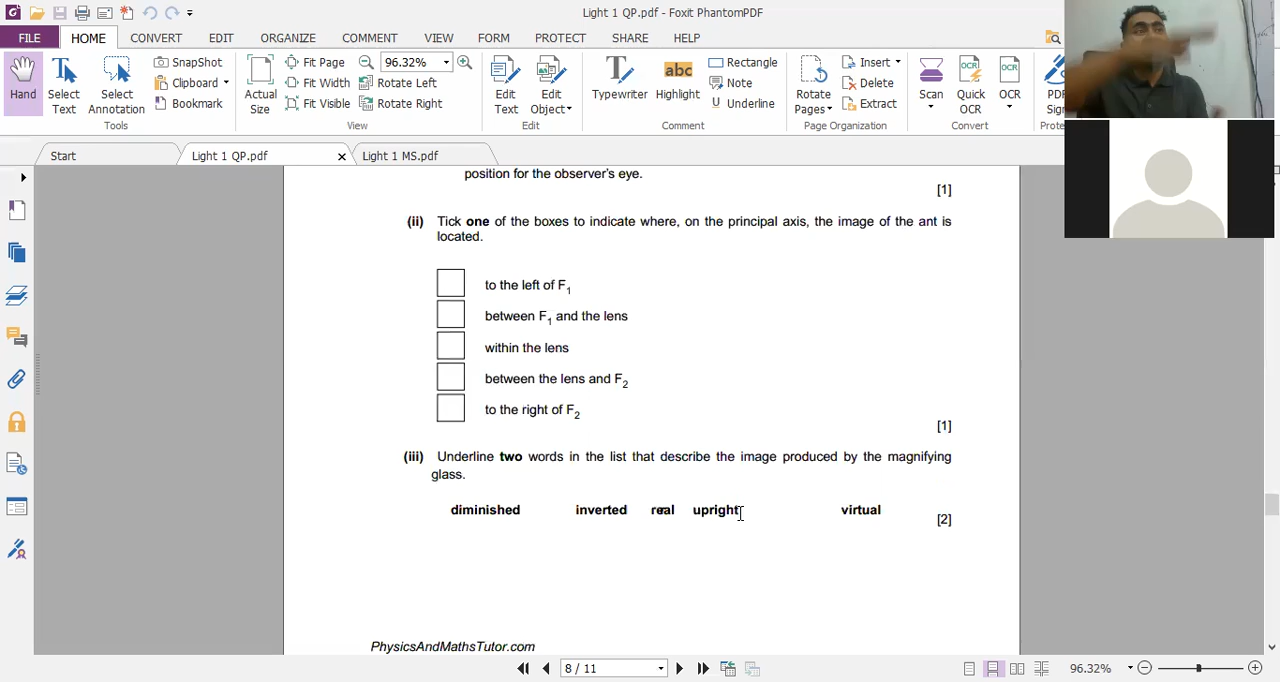 Light 1 QP.pdf - Foxit PhantomPDF
FILE HOME CONVERT EDIT ORGANIZE COMMENT VIEW FORM PROTECT SHARE HELP
Hand
Select Text
Select Annotation
SnapShot
Clipboard
Bookmark
Tools
Actual Size
Fit Page
Fit Width
Fit Visible
96.32%
Rotate Left
Rotate Right
View
Edit Text
Edit Object
Edit
Typewriter
Highlight
Rectangle
Note
Underline
Comment
Rotate Pages
Insert
Delete
Extract
Page Organization
Scan
Quick OCR
OCR
Convert
PDF
Sign
Prote
Start
Light 1 QP.pdf
Light 1 MS.pdf
position for the observer's eye.
[1]
(ii) Tick one of the boxes to indicate where, on the principal axis, the image of the ant is
located.
to the left of F1
between F1 and the lens
within the lens
between the lens and F2
to the right of F2
[1]
(iii) Underline two words in the list that describe the image produced by the magnifying
glass.
diminished inverted real upright virtual
[2]
PhysicsAndMathsTutor.com
8 / 11
96.32%